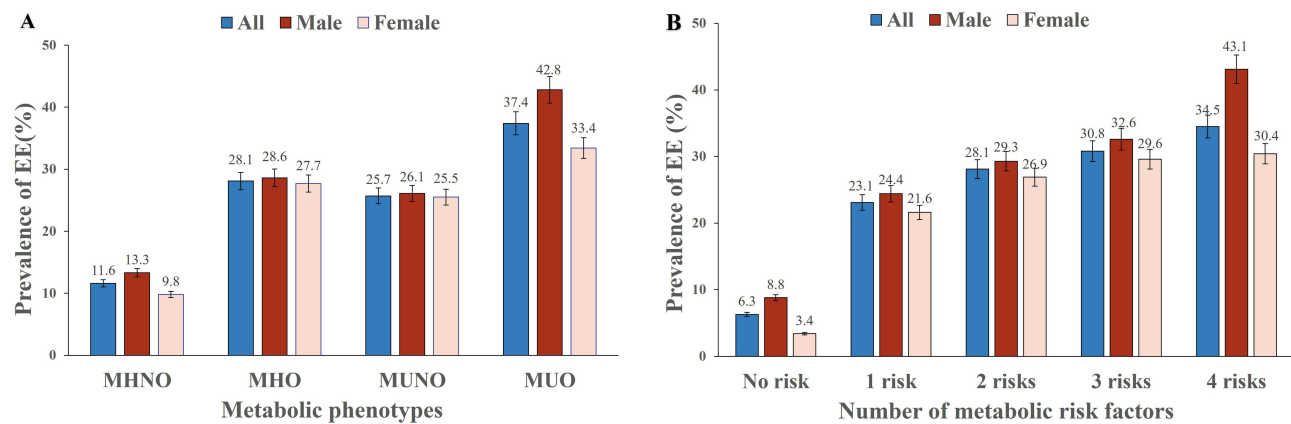 A
All Male Female
Prevalence of EE(%)
50
40
30
20
10
0
11.6 13.3 9.8
28.1 28.6 27.7
25.7 26.1 25.5
37.4 42.8 33.4
MHNO MHO MUNO MUO
Metabolic phenotypes
B
All Male Female
Prevalence of EE (%)
50
40
30
20
10
0
6.3 8.8 3.4
23.1 24.4 21.6
28.1 29.3 26.9
30.8 32.6 29.6
34.5 43.1 30.4
No risk 1 risk 2 risks 3 risks 4 risks
Number of metabolic risk factors